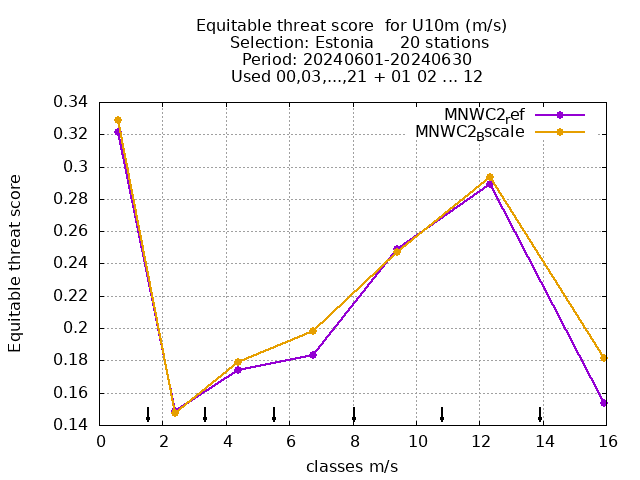 Equitable threat score  for U10m (m/s)
Selection: Estonia     20 stations
Period: 20240601-20240630
Used 00,03,...,21 + 01 02 ... 12
MNWC2ref
MNWC2Bscale
Equitable threat score
0.34
0.32
0.3
0.28
0.26
0.24
0.22
0.2
0.18
0.16
0.14
0 2 4 6 8 10 12 14 16
classes m/s